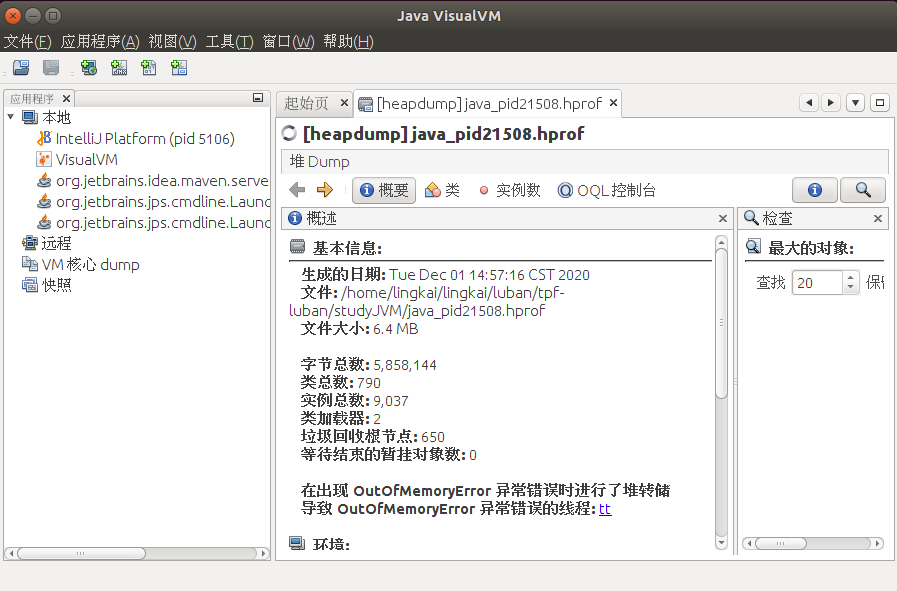 Java VisualVM
文件(F) 应用程序(A) 视图(V) 工具(T) 窗口(W) 帮助(H)
应用程序
本地
IntelliJ Platform (pid 5106)
VisualVM
org.jetbrains.idea.maven.serve
org.jetbrains.jps.cmdline.Launc
org.jetbrains.jps.cmdline.Launc
远程
VM 核心 dump
快照
起始页
[heapdump] java_pid21508.hprof
[heapdump] java_pid21508.hprof
堆 Dump
概要 类 实例数 OQL 控制台
概述
基本信息:
生成的日期: Tue Dec 01 14:57:16 CST 2020
文件: /home/lingkai/lingkai/luban/tpf-
luban/studyJVM/java_pid21508.hprof
文件大小: 6.4 MB
字节总数: 5,858,144
类总数: 790
实例总数: 9,037
类加载器: 2
垃圾回收根节点: 650
等待结束的暂挂对象数: 0
在出现 OutOfMemoryError 异常错误时进行了堆转储
导致 OutOfMemoryError 异常错误的线程: tt
环境:
检查
最大的对象:
查找 20